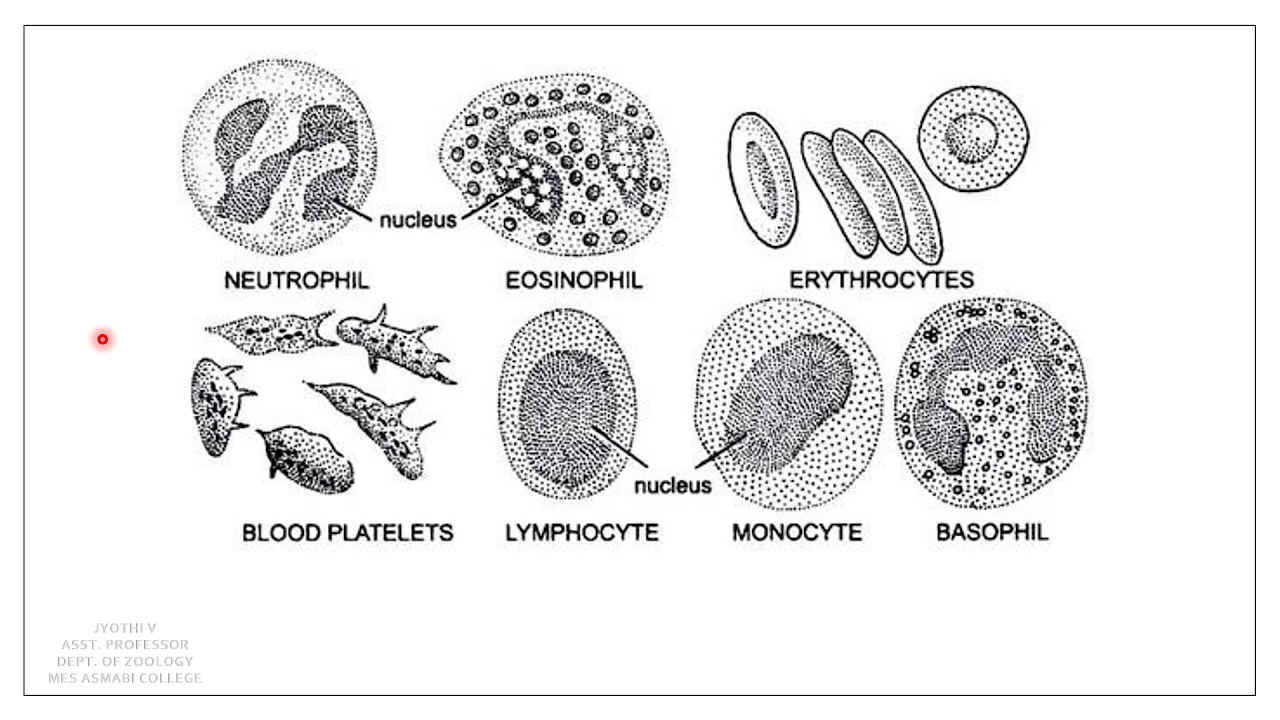 nucleus
NEUTROPHIL
EOSINOPHIL
ERYTHROCYTES
nucleus
BLOOD PLATELETS
LYMPHOCYTE
MONOCYTE
BASOPHIL
JYOTHI V
ASST. PROFESSOR
DEPT. OF ZOOLOGY
MES ASMABI COLLEGE